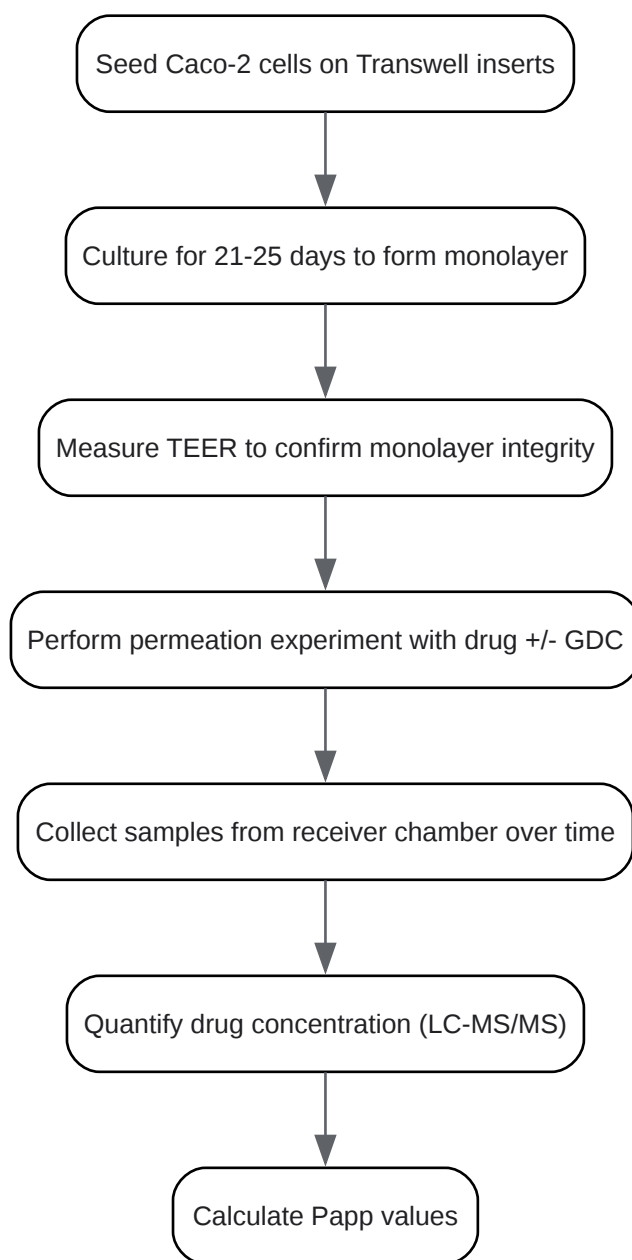 Seed Caco-2 cells on Transwell inserts
Culture for 21-25 days to form monolayer
Measure TEER to confirm monolayer integrity
Perform permeation experiment with drug +/- GDC
Collect samples from receiver chamber over time
Quantify drug concentration (LC-MS/MS)
Calculate Papp values